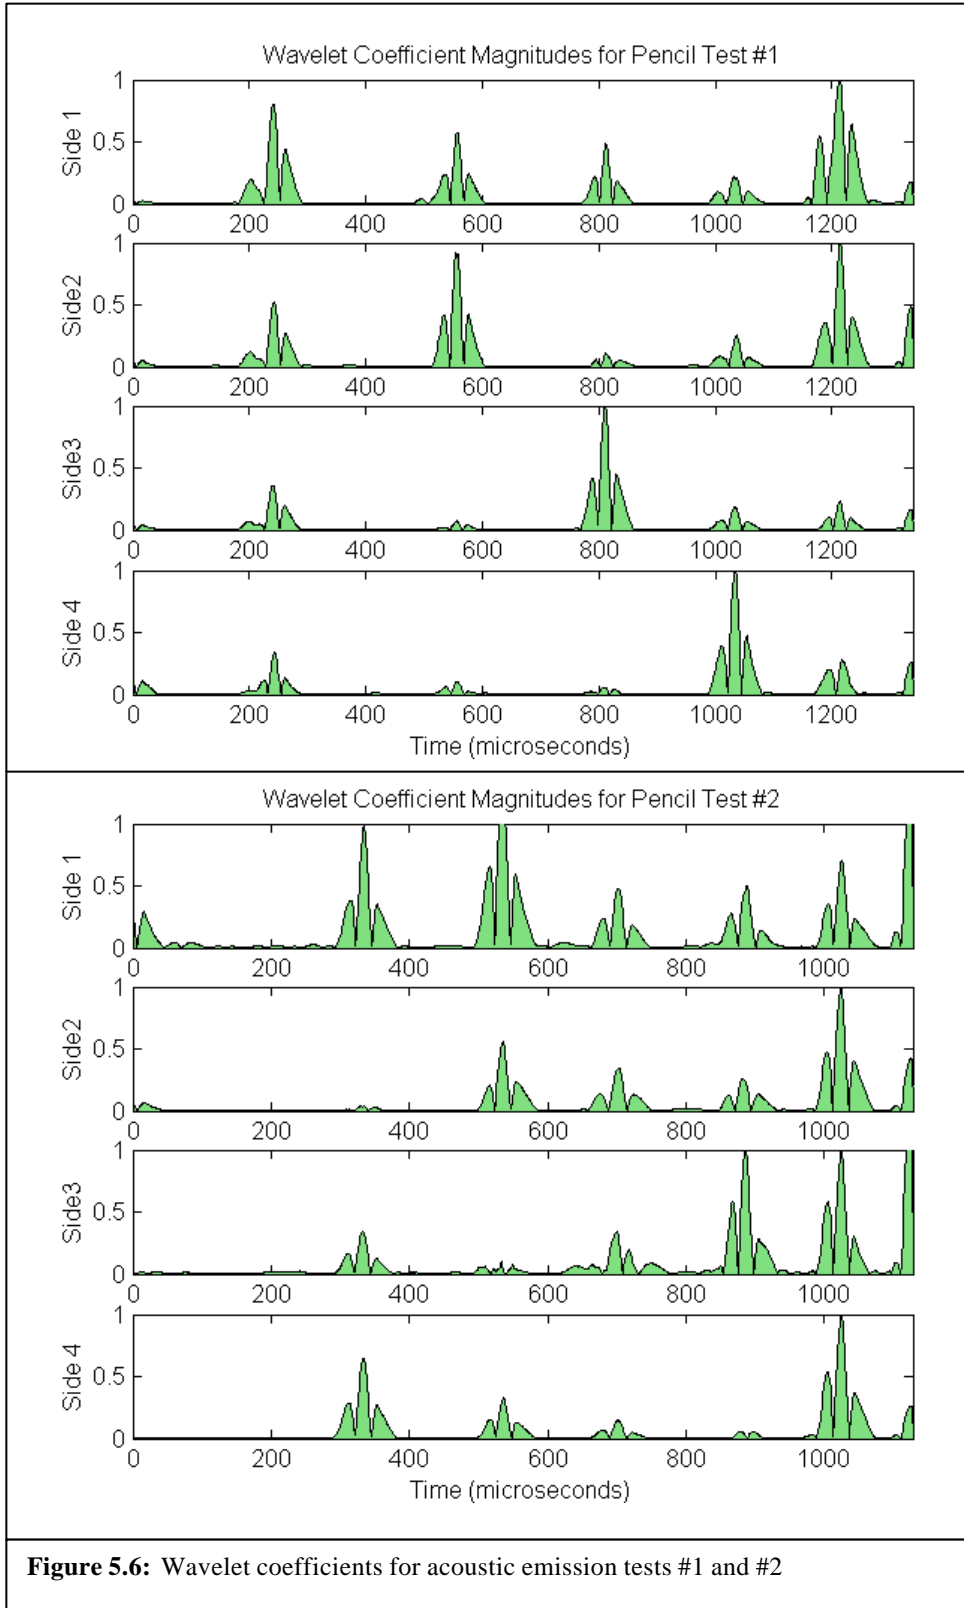 Wavelet Coefficient Magnitudes for Pencil Test #1
1
0.5
0
Side 1
0 200 400 600 800 1000 1200
1
0.5
0
Side2
0 200 400 600 800 1000 1200
1
0.5
0
Side3
0 200 400 600 800 1000 1200
1
0.5
0
Side 4
0 200 400 600 800 1000 1200
Time (microseconds)
Wavelet Coefficient Magnitudes for Pencil Test #2
1
0.5
0
Side 1
0 200 400 600 800 1000
1
0.5
0
Side2
0 200 400 600 800 1000
1
0.5
0
Side3
0 200 400 600 800 1000
1
0.5
0
Side 4
0 200 400 600 800 1000
Time (microseconds)
Figure 5.6: Wavelet coefficients for acoustic emission tests #1 and #2